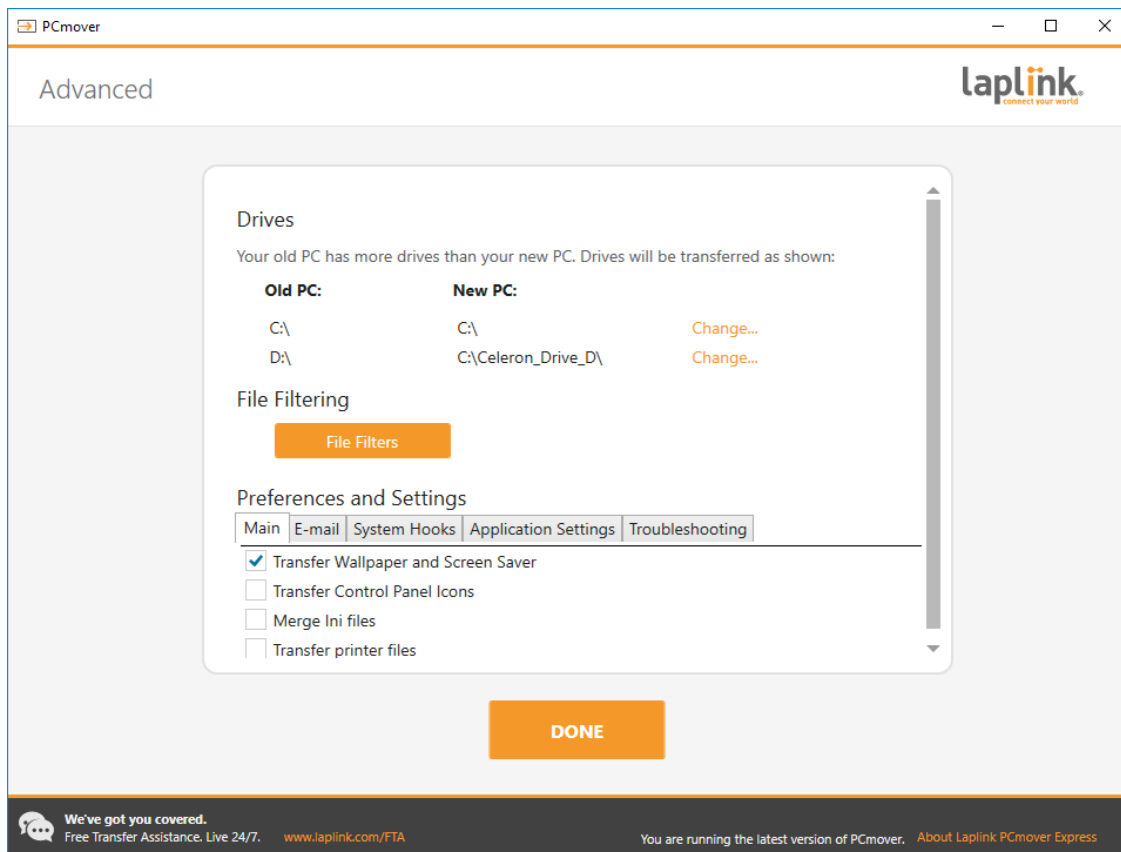 PCmover
Advanced
laplink.
connect your world
Drives
Your old PC has more drives than your new PC. Drives will be transferred as shown:
Old PC: New PC:
C:\ C:\ Change...
D:\ C:\Celeron_Drive_D\ Change...
File Filtering
File Filters
Preferences and Settings
Main E-mail System Hooks Application Settings Troubleshooting
Transfer Wallpaper and Screen Saver
Transfer Control Panel Icons
Merge Ini files
Transfer printer files
DONE
We've got you covered.
Free Transfer Assistance. Live 24/7. www.laplink.com/FTA You are running the latest version of PCmover. About Laplink PCmover Express